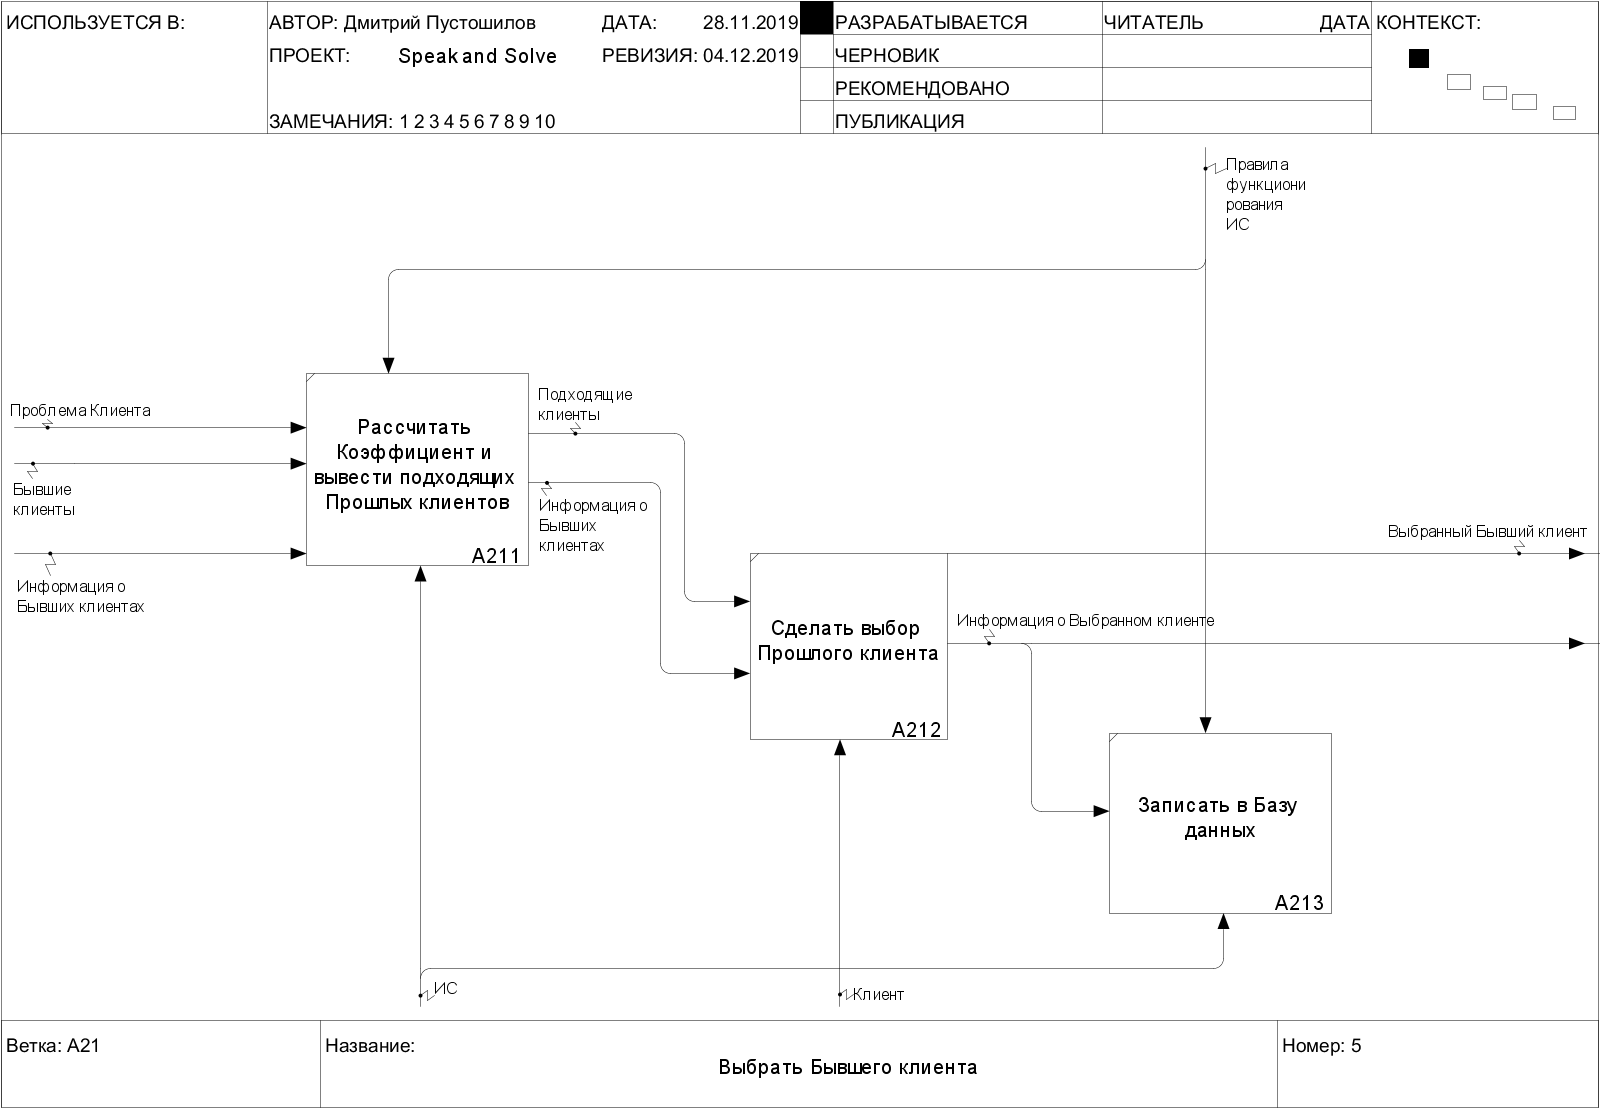 ИСПОЛЬЗУЕТСЯ В:
АВТОР: Дмитрий Пустошилов
ДАТА: 28.11.2019
ПРОЕКТ: Speak and Solve
РЕВИЗИЯ: 04.12.2019
ЗАМЕЧАНИЯ: 1 2 3 4 5 6 7 8 9 10
РАЗРАБАТЫВАЕТСЯ
ЧЕРНОВИК
РЕКОМЕНДОВАНО
ПУБЛИКАЦИЯ
ЧИТАТЕЛЬ
ДАТА
КОНТЕКСТ:
Правила
функциони
рования
ИС
Проблема Клиента
Бывшие
клиенты
Информация о
Бывших клиентах
Рассчитать
Коэффициент и
вывести подходящих
Прошлых клиентов
A211
Подходящие
клиенты
Информация о
Бывших
клиентах
Сделать выбор
Прошлого клиента
A212
Выбранный Бывший клиент
Информация о Выбранном клиенте
Записать в Базу
данных
A213
ИС
Клиент
Ветка: A21
Название:
Выбрать Бывшего клиента
Номер: 5